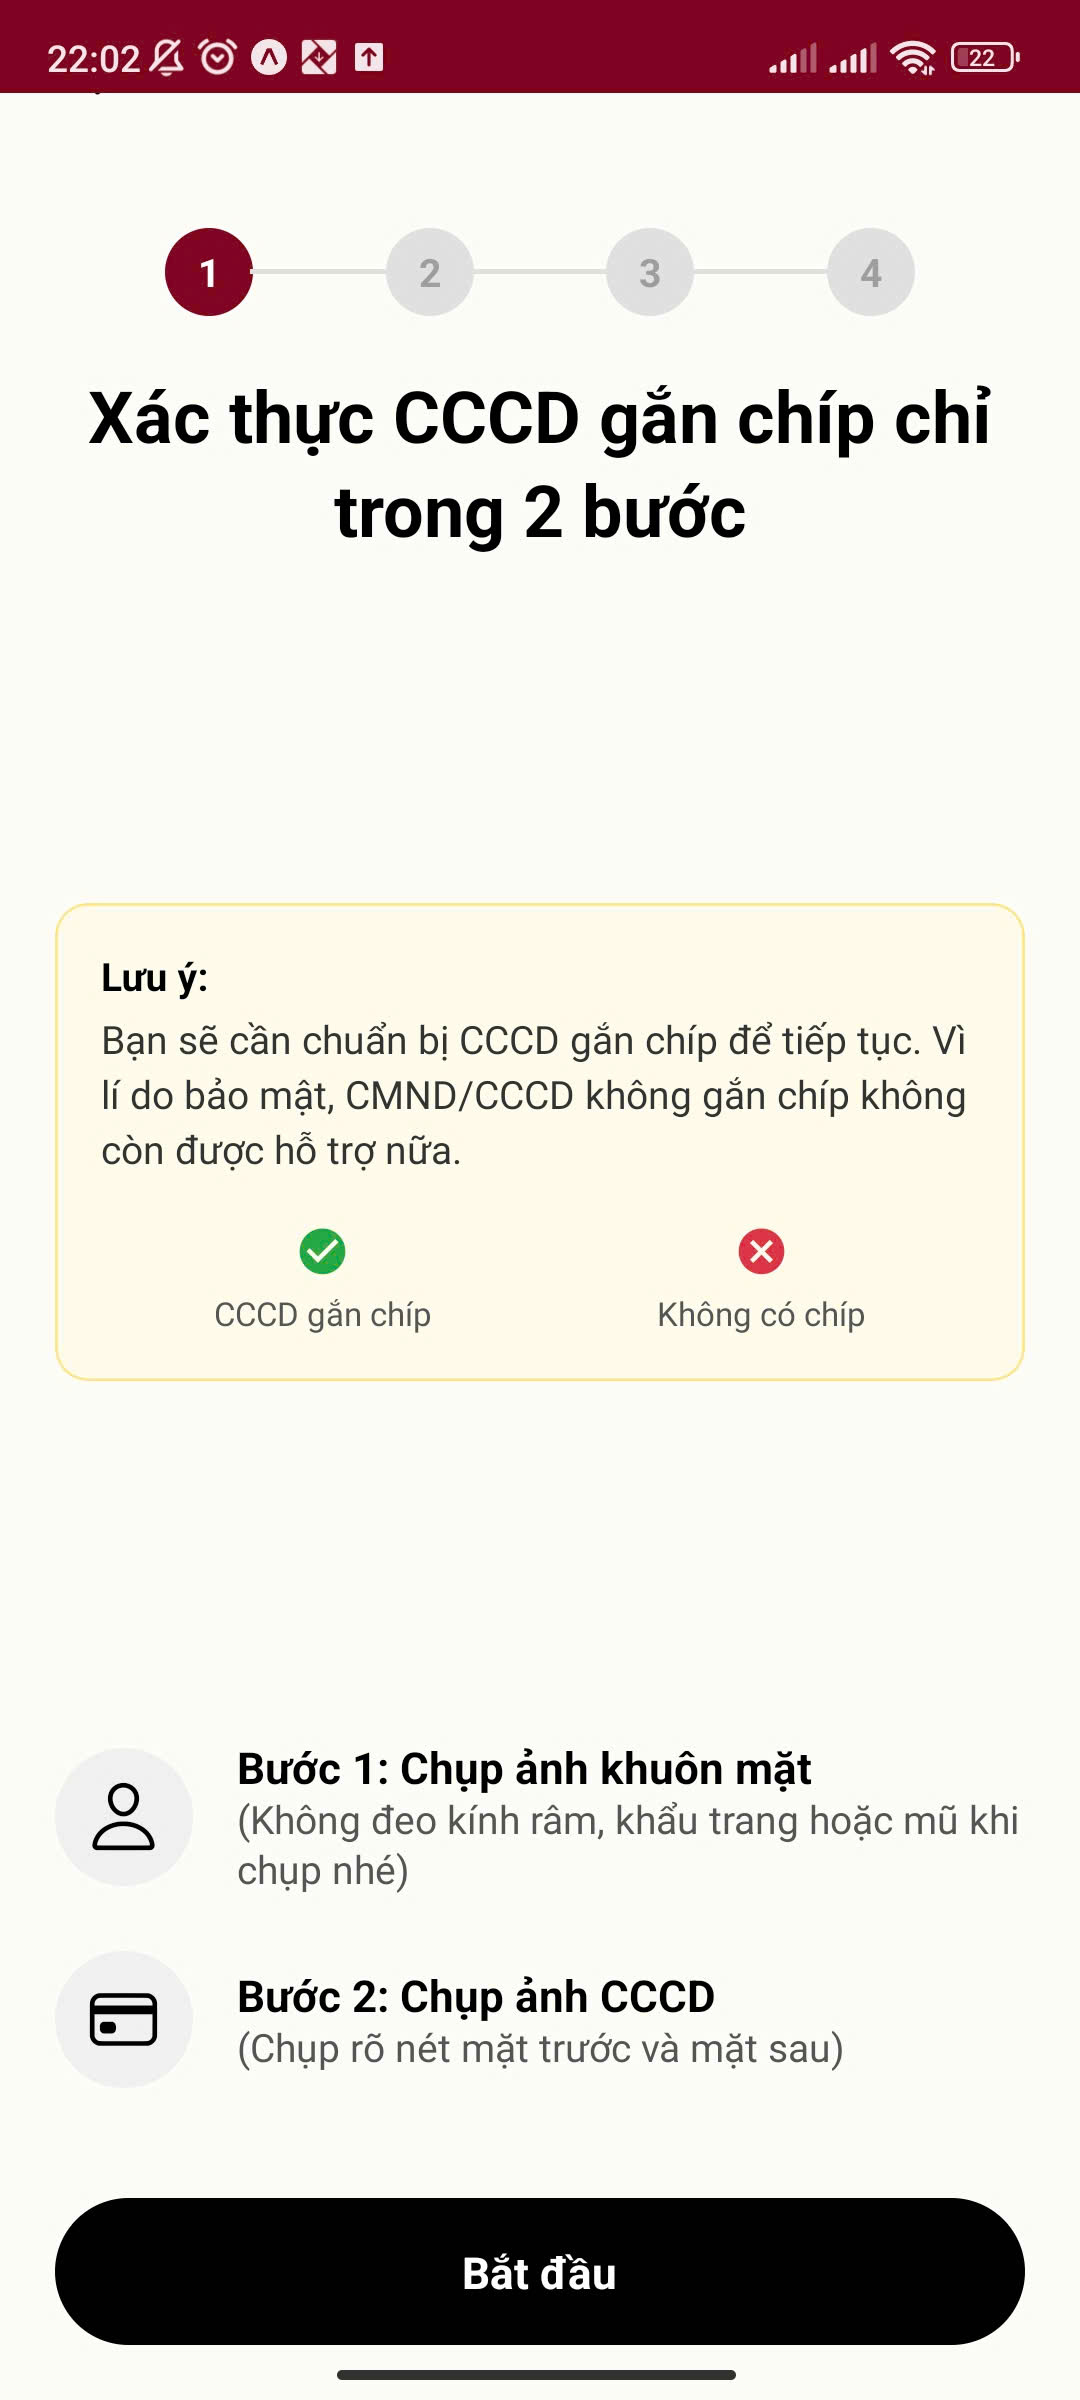 22:02
22
1
2
3
4
Xác thực CCCD gắn chíp chỉ
trong 2 bước
Lưu ý:
Bạn sẽ cần chuẩn bị CCCD gắn chíp để tiếp tục. Vì
lí do bảo mật, CMND/CCCD không gắn chíp không
còn được hỗ trợ nữa.
CCCD gắn chíp
Không có chíp
Bước 1: Chụp ảnh khuôn mặt
(Không đeo kính râm, khẩu trang hoặc mũ khi
chụp nhé)
Bước 2: Chụp ảnh CCCD
(Chụp rõ nét mặt trước và mặt sau)
Bắt đầu